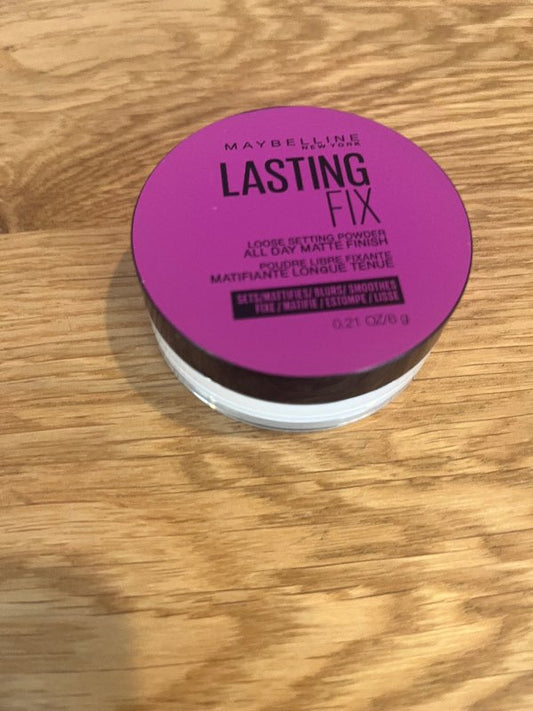 MAYBELLINE
NEW YORK
LASTING
FIX
LOOSE SETTING POWDER
ALL DAY MATTE FINISH
POUDRE LIBRE FIXANTE
MATIFIANTE LONGUE TENUE
SETS/MATTIFIES/BLURS/SMOOTHES
FIXE / MATIFIE / ESTOMPE / LISSE
0.21 OZ/6 g